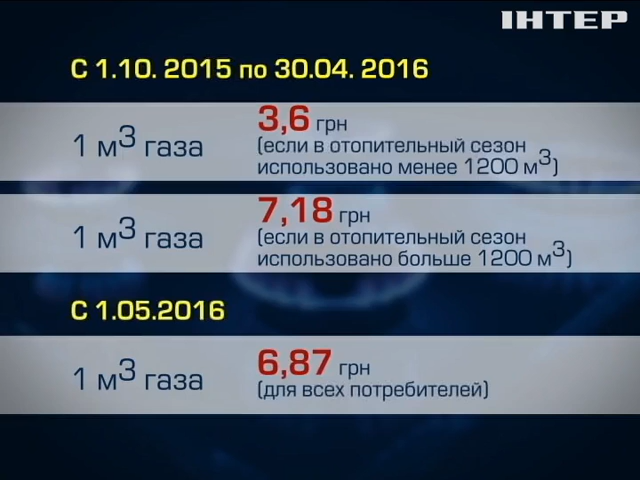 ІНТЕР
С 1.10. 2015 по 30.04. 2016
1 м3 газа
3,6 грн
(если в отопительный сезон
использовано менее 1200 м3)
1 м3 газа
7,18 грн
(если в отопительный сезон
использовано больше 1200 м3)
С 1.05.2016
1 м3 газа
6,87 грн
(для всех потребителей)